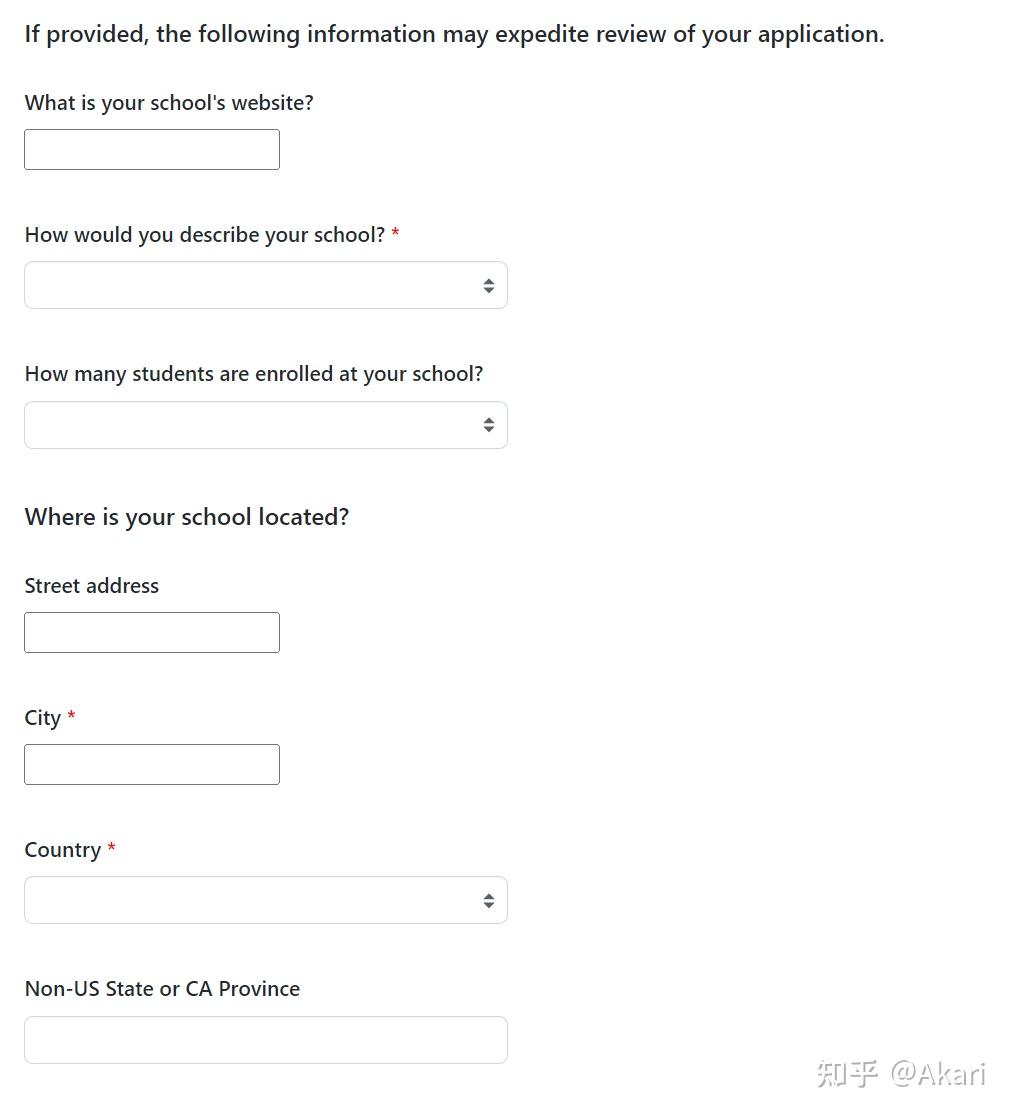 If provided, the following information may expedite review of your application.
What is your school's website?
How would you describe your school? *
How many students are enrolled at your school?
Where is your school located?
Street address
City *
Country *
Non-US State or CA Province
知乎 @Akari